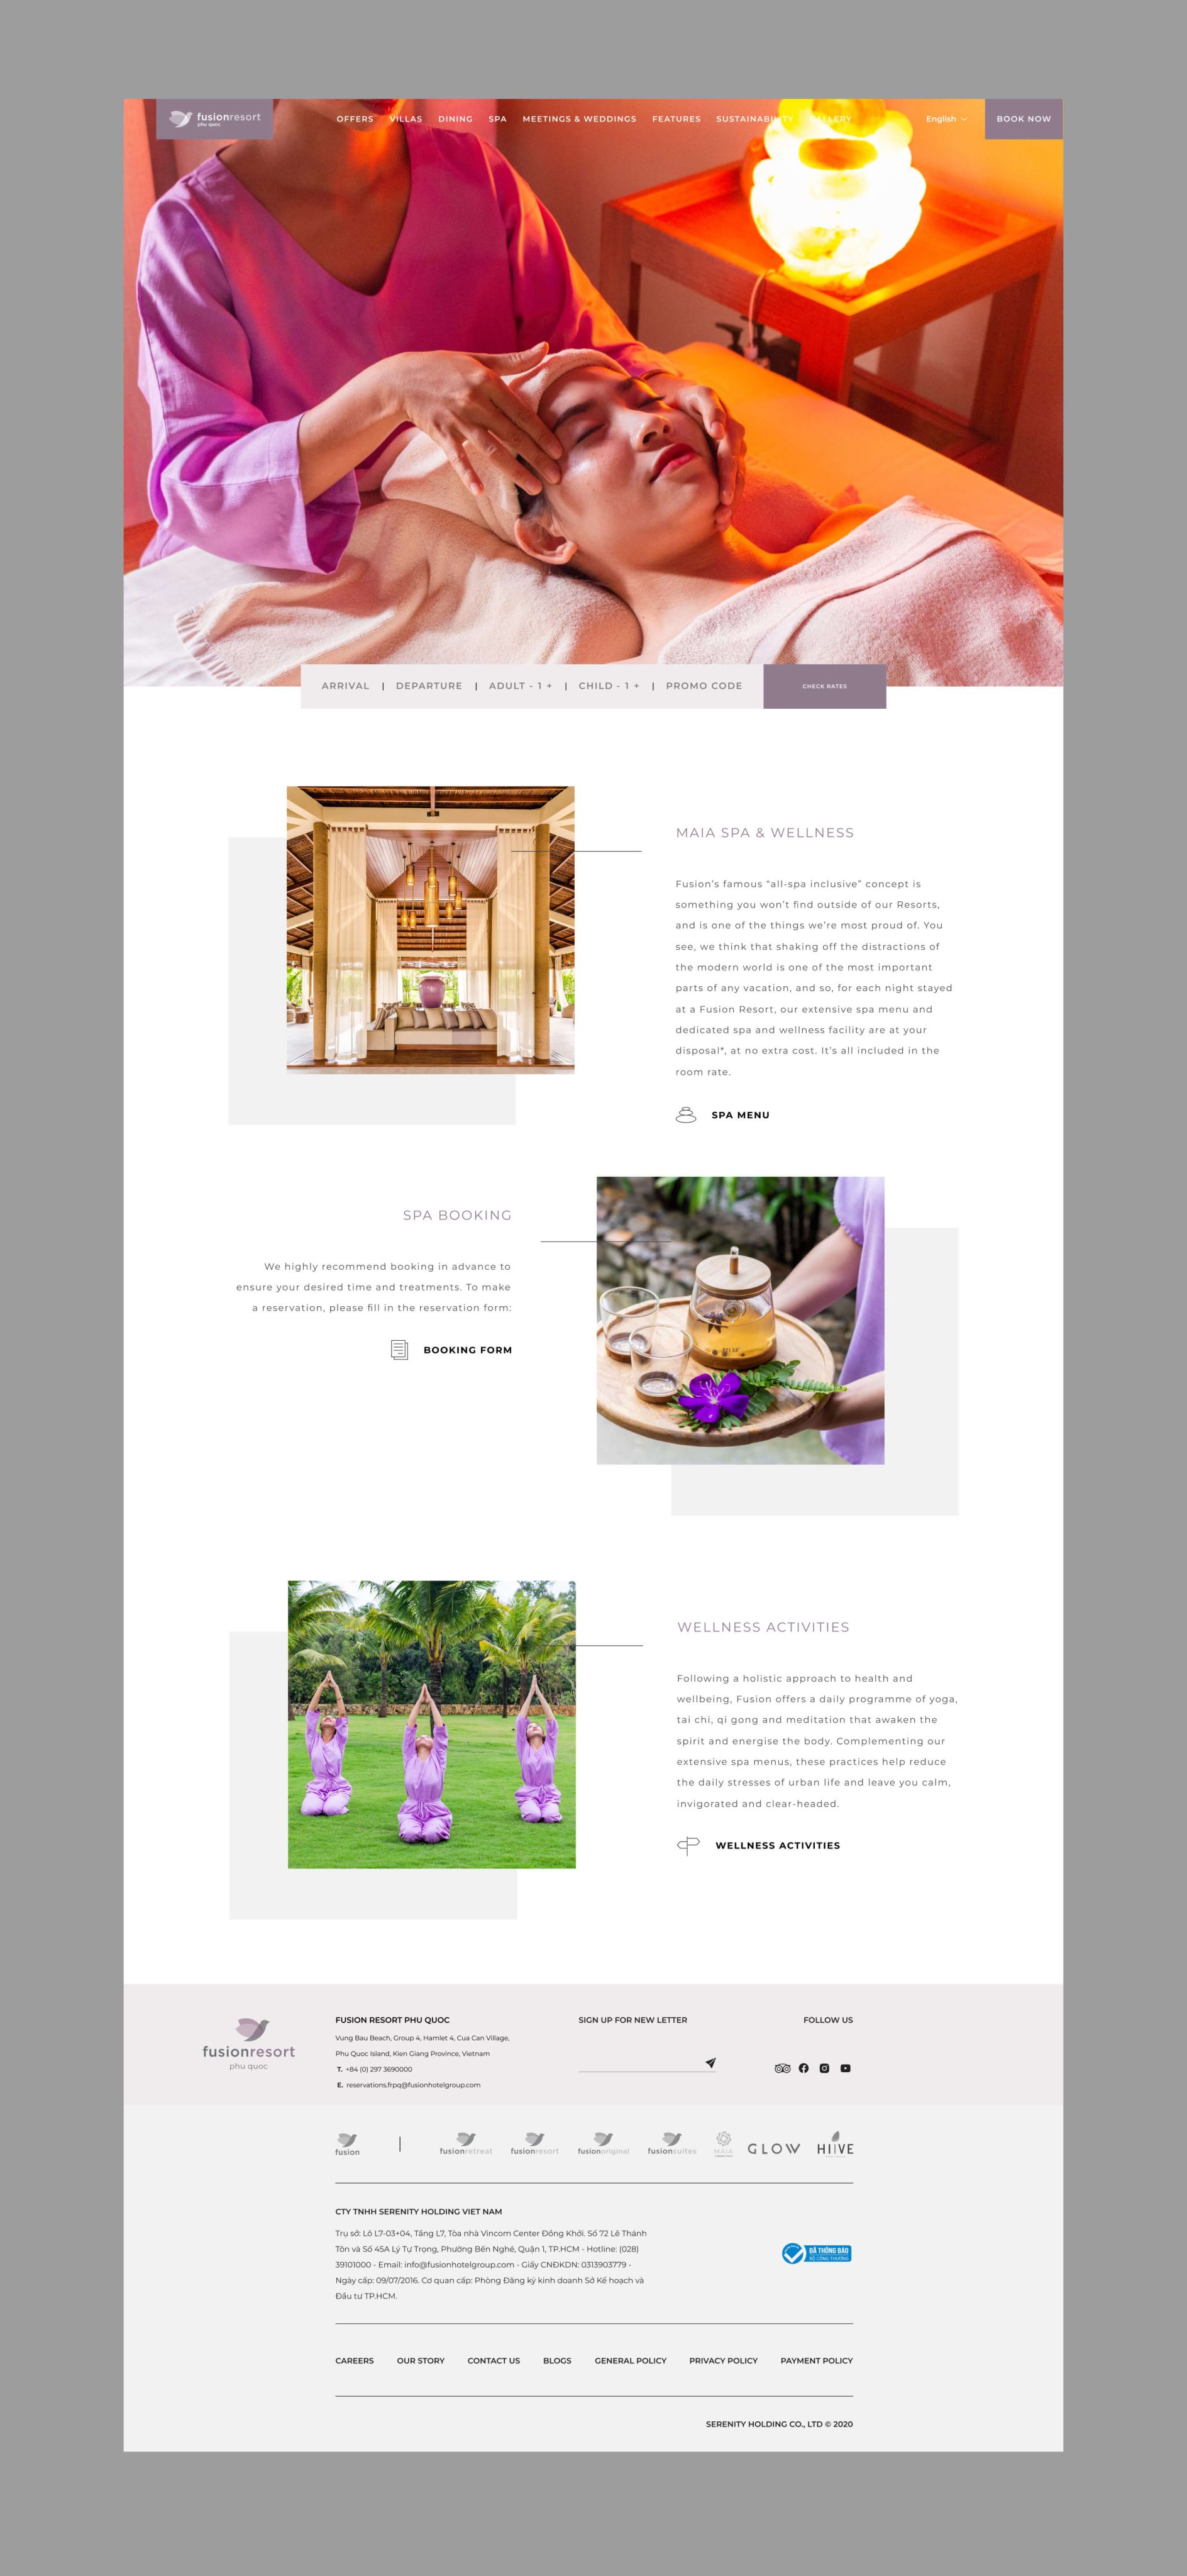 fusionresort
phu quoc
OFFERS VILLAS DINING SPA MEETINGS & WEDDINGS FEATURES SUSTAINABILITY GALLERY
English
BOOK NOW
ARRIVAL | DEPARTURE | ADULT - 1 + | CHILD - 1 + | PROMO CODE
CHECK RATES
MAIA SPA & WELLNESS
Fusion's famous "all-spa inclusive" concept is
something you won't find outside of our Resorts,
and is one of the things we're most proud of. You
see, we think that shaking off the distractions of
the modern world is one of the most important
parts of any vacation, and so, for each night stayed
at a Fusion Resort, our extensive spa menu and
dedicated spa and wellness facility are at your
disposal*, at no extra cost. It's all included in the
room rate.
SPA MENU
SPA BOOKING
We highly recommend booking in advance to
ensure your desired time and treatments. To make
a reservation, please fill in the reservation form:
BOOKING FORM
WELLNESS ACTIVITIES
Following a holistic approach to health and
wellbeing, Fusion offers a daily programme of yoga,
tai chi, qi gong and meditation that awaken the
spirit and energise the body. Complementing our
extensive spa menus, these practices help reduce
the daily stresses of urban life and leave you calm,
invigorated and clear-headed.
WELLNESS ACTIVITIES
fusionresort
phu quoc
FUSION RESORT PHU QUOC
Vung Bau Beach, Group 4, Hamlet 4, Cua Can Village,
Phu Quoc Island, Kien Giang Province, Vietnam
T. +84 (0) 297 3690000
E. reservations.frpq@fusionhotelgroup.com
SIGN UP FOR NEW LETTER
FOLLOW US
fusion | fusionretreat fusionresort fusionoriginal fusionsuites MAIA GLOW HIIVE
CTY TNHH SERENITY HOLDING VIET NAM
Trụ sở: Lô L7-03+04, Tầng L7, Tòa nhà Vincom Center Đồng Khởi. Số 72 Lê Thánh
Tôn và Số 45A Lý Tự Trọng, Phường Bến Nghé, Quận 1, TP.HCM - Hotline: (028)
39101000 - Email: info@fusionhotelgroup.com - Giấy CNĐKDN: 0313903779 -
Ngày cấp: 09/07/2016. Cơ quan cấp: Phòng Đăng ký kinh doanh Sở Kế hoạch và
Đầu tư TP.HCM.
ĐÃ THÔNG BÁO
BỘ CÔNG THƯƠNG
CAREERS OUR STORY CONTACT US BLOGS GENERAL POLICY PRIVACY POLICY PAYMENT POLICY
SERENITY HOLDING CO., LTD © 2020